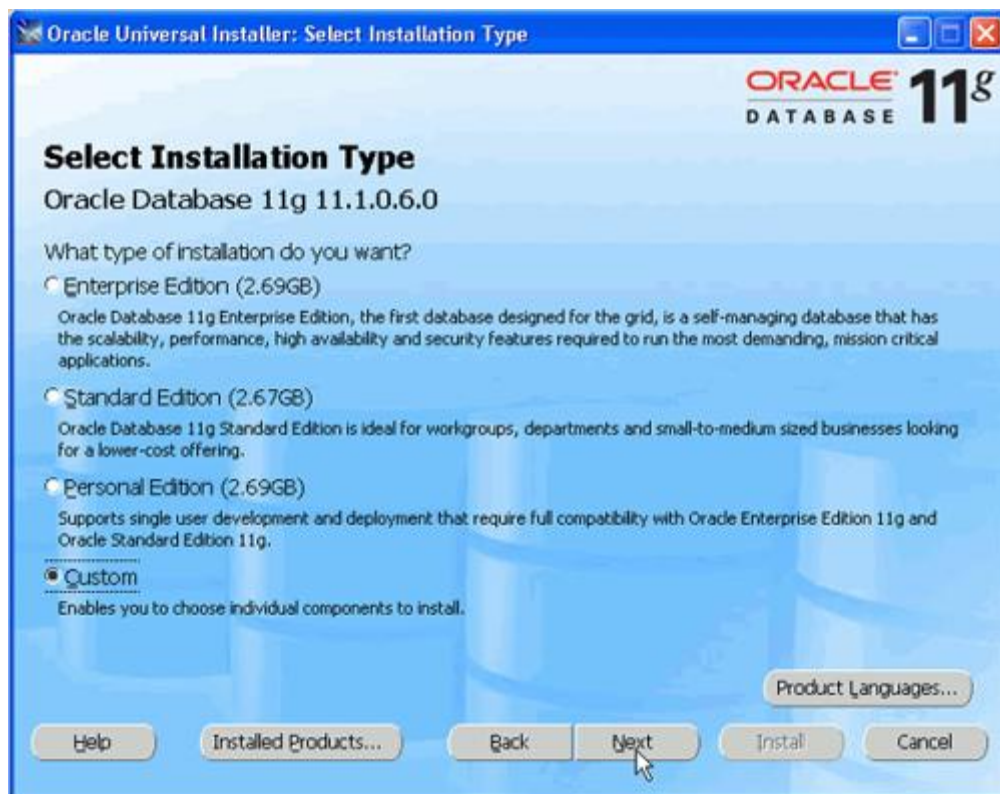 Oracle Universal Installer: Select Installation Type
ORACLE 11g
DATABASE
Select Installation Type
Oracle Database 11g 11.1.0.6.0
What type of installation do you want?
Enterprise Edition (2.69GB)
Oracle Database 11g Enterprise Edition, the first database designed for the grid, is a self-managing database that has
the scalability, performance, high availability and security features required to run the most demanding, mission critical
applications.
Standard Edition (2.67GB)
Oracle Database 11g Standard Edition is ideal for workgroups, departments and small-to-medium sized businesses looking
for a lower-cost offering.
Personal Edition (2.69GB)
Supports single user development and deployment that require full compatibility with Oracle Enterprise Edition 11g and
Oracle Standard Edition 11g.
Custom
Enables you to choose individual components to install.
Product Languages...
Help Installed Products... Back Next Install Cancel